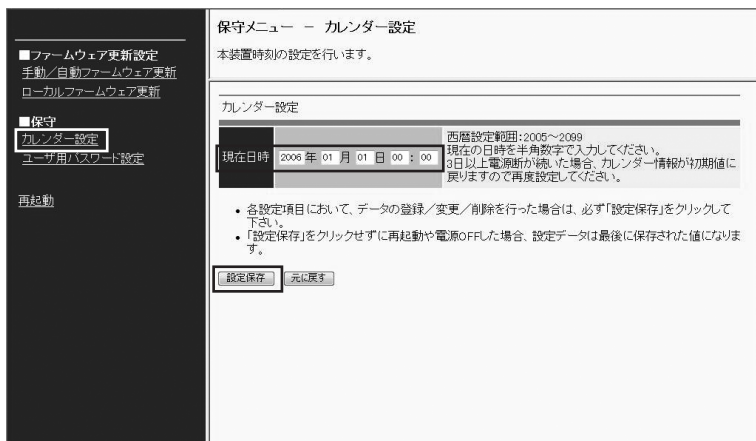 ■ファームウェア更新設定
手動／自動ファームウェア更新
ローカルファームウェア更新
■保守
カレンダー設定
ユーザ用パスワード設定
再起動
保守メニュー － カレンダー設定
本装置時刻の設定を行います。
カレンダー設定
現在日時 2006 年 01 月 01 日 00 : 00
西暦設定範囲:2005～2099
現在の日時を半角数字で入力してください。
3日以上電源断が続いた場合、カレンダー情報が初期値に
戻りますので再度設定してください。
• 各設定項目において、データの登録／変更／削除を行った場合は、必ず「設定保存」をクリックして
下さい。
• 「設定保存」をクリックせずに再起動や電源OFFした場合、設定データは最後に保存された値になりま
す。
設定保存 元に戻す